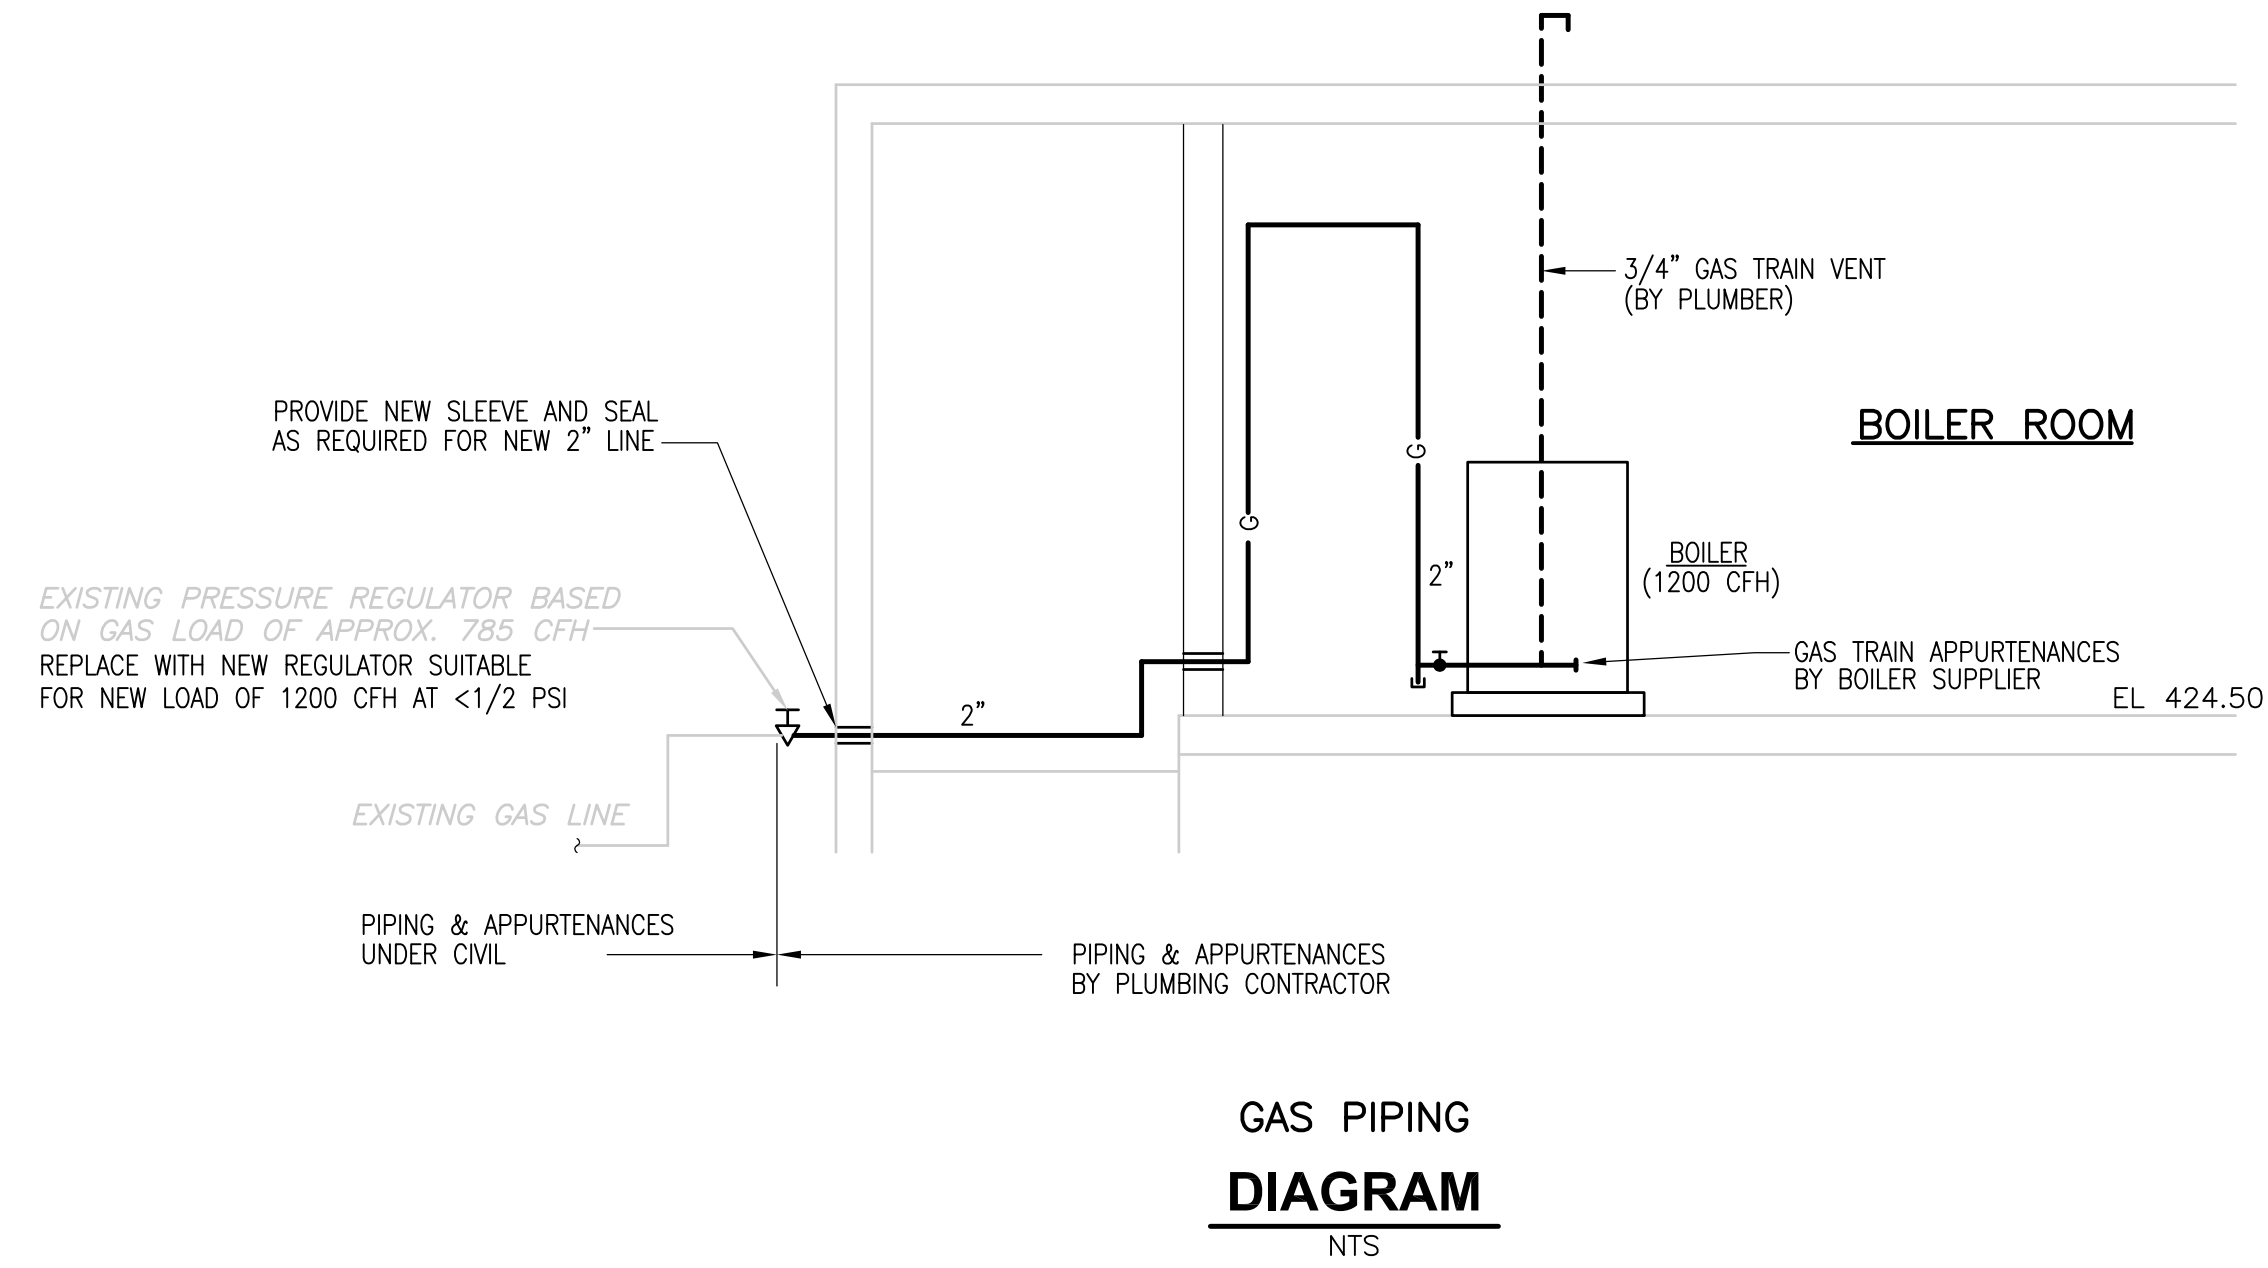 3/4” GAS TRAIN VENT
(BY PLUMBER)
PROVIDE NEW SLEEVE AND SEAL
AS REQUIRED FOR NEW 2” LINE
BOILER ROOM
G
G
2”
BOILER
(1200 CFH)
EXISTING PRESSURE REGULATOR BASED
ON GAS LOAD OF APPROX. 785 CFH
REPLACE WITH NEW REGULATOR SUITABLE
FOR NEW LOAD OF 1200 CFH AT <1/2 PSI
GAS TRAIN APPURTENANCES
BY BOILER SUPPLIER
EL 424.50
2”
EXISTING GAS LINE
PIPING & APPURTENANCES
UNDER CIVIL
PIPING & APPURTENANCES
BY PLUMBING CONTRACTOR
GAS PIPING
DIAGRAM
NTS